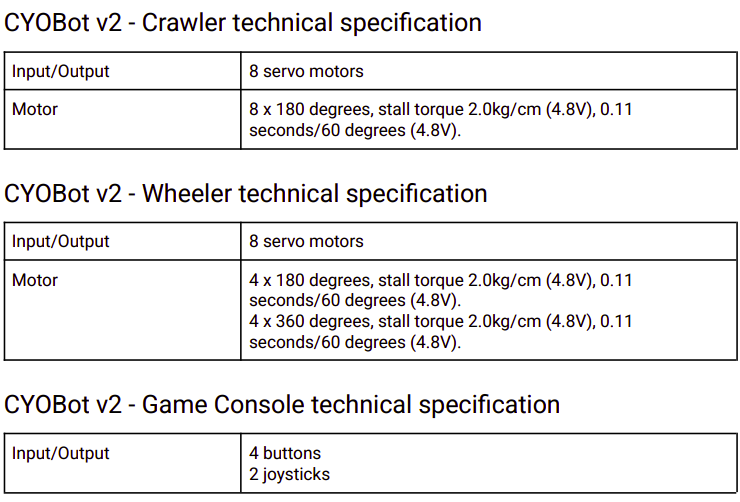 CYOBot v2 - Crawler technical specification
Input/Output
8 servo motors
Motor
8 x 180 degrees, stall torque 2.0kg/cm (4.8V), 0.11
seconds/60 degrees (4.8V).
CYOBot v2 - Wheeler technical specification
Input/Output
8 servo motors
Motor
4 x 180 degrees, stall torque 2.0kg/cm (4.8V), 0.11
seconds/60 degrees (4.8V).
4 x 360 degrees, stall torque 2.0kg/cm (4.8V), 0.11
seconds/60 degrees (4.8V).
CYOBot v2 - Game Console technical specification
Input/Output
4 buttons
2 joysticks